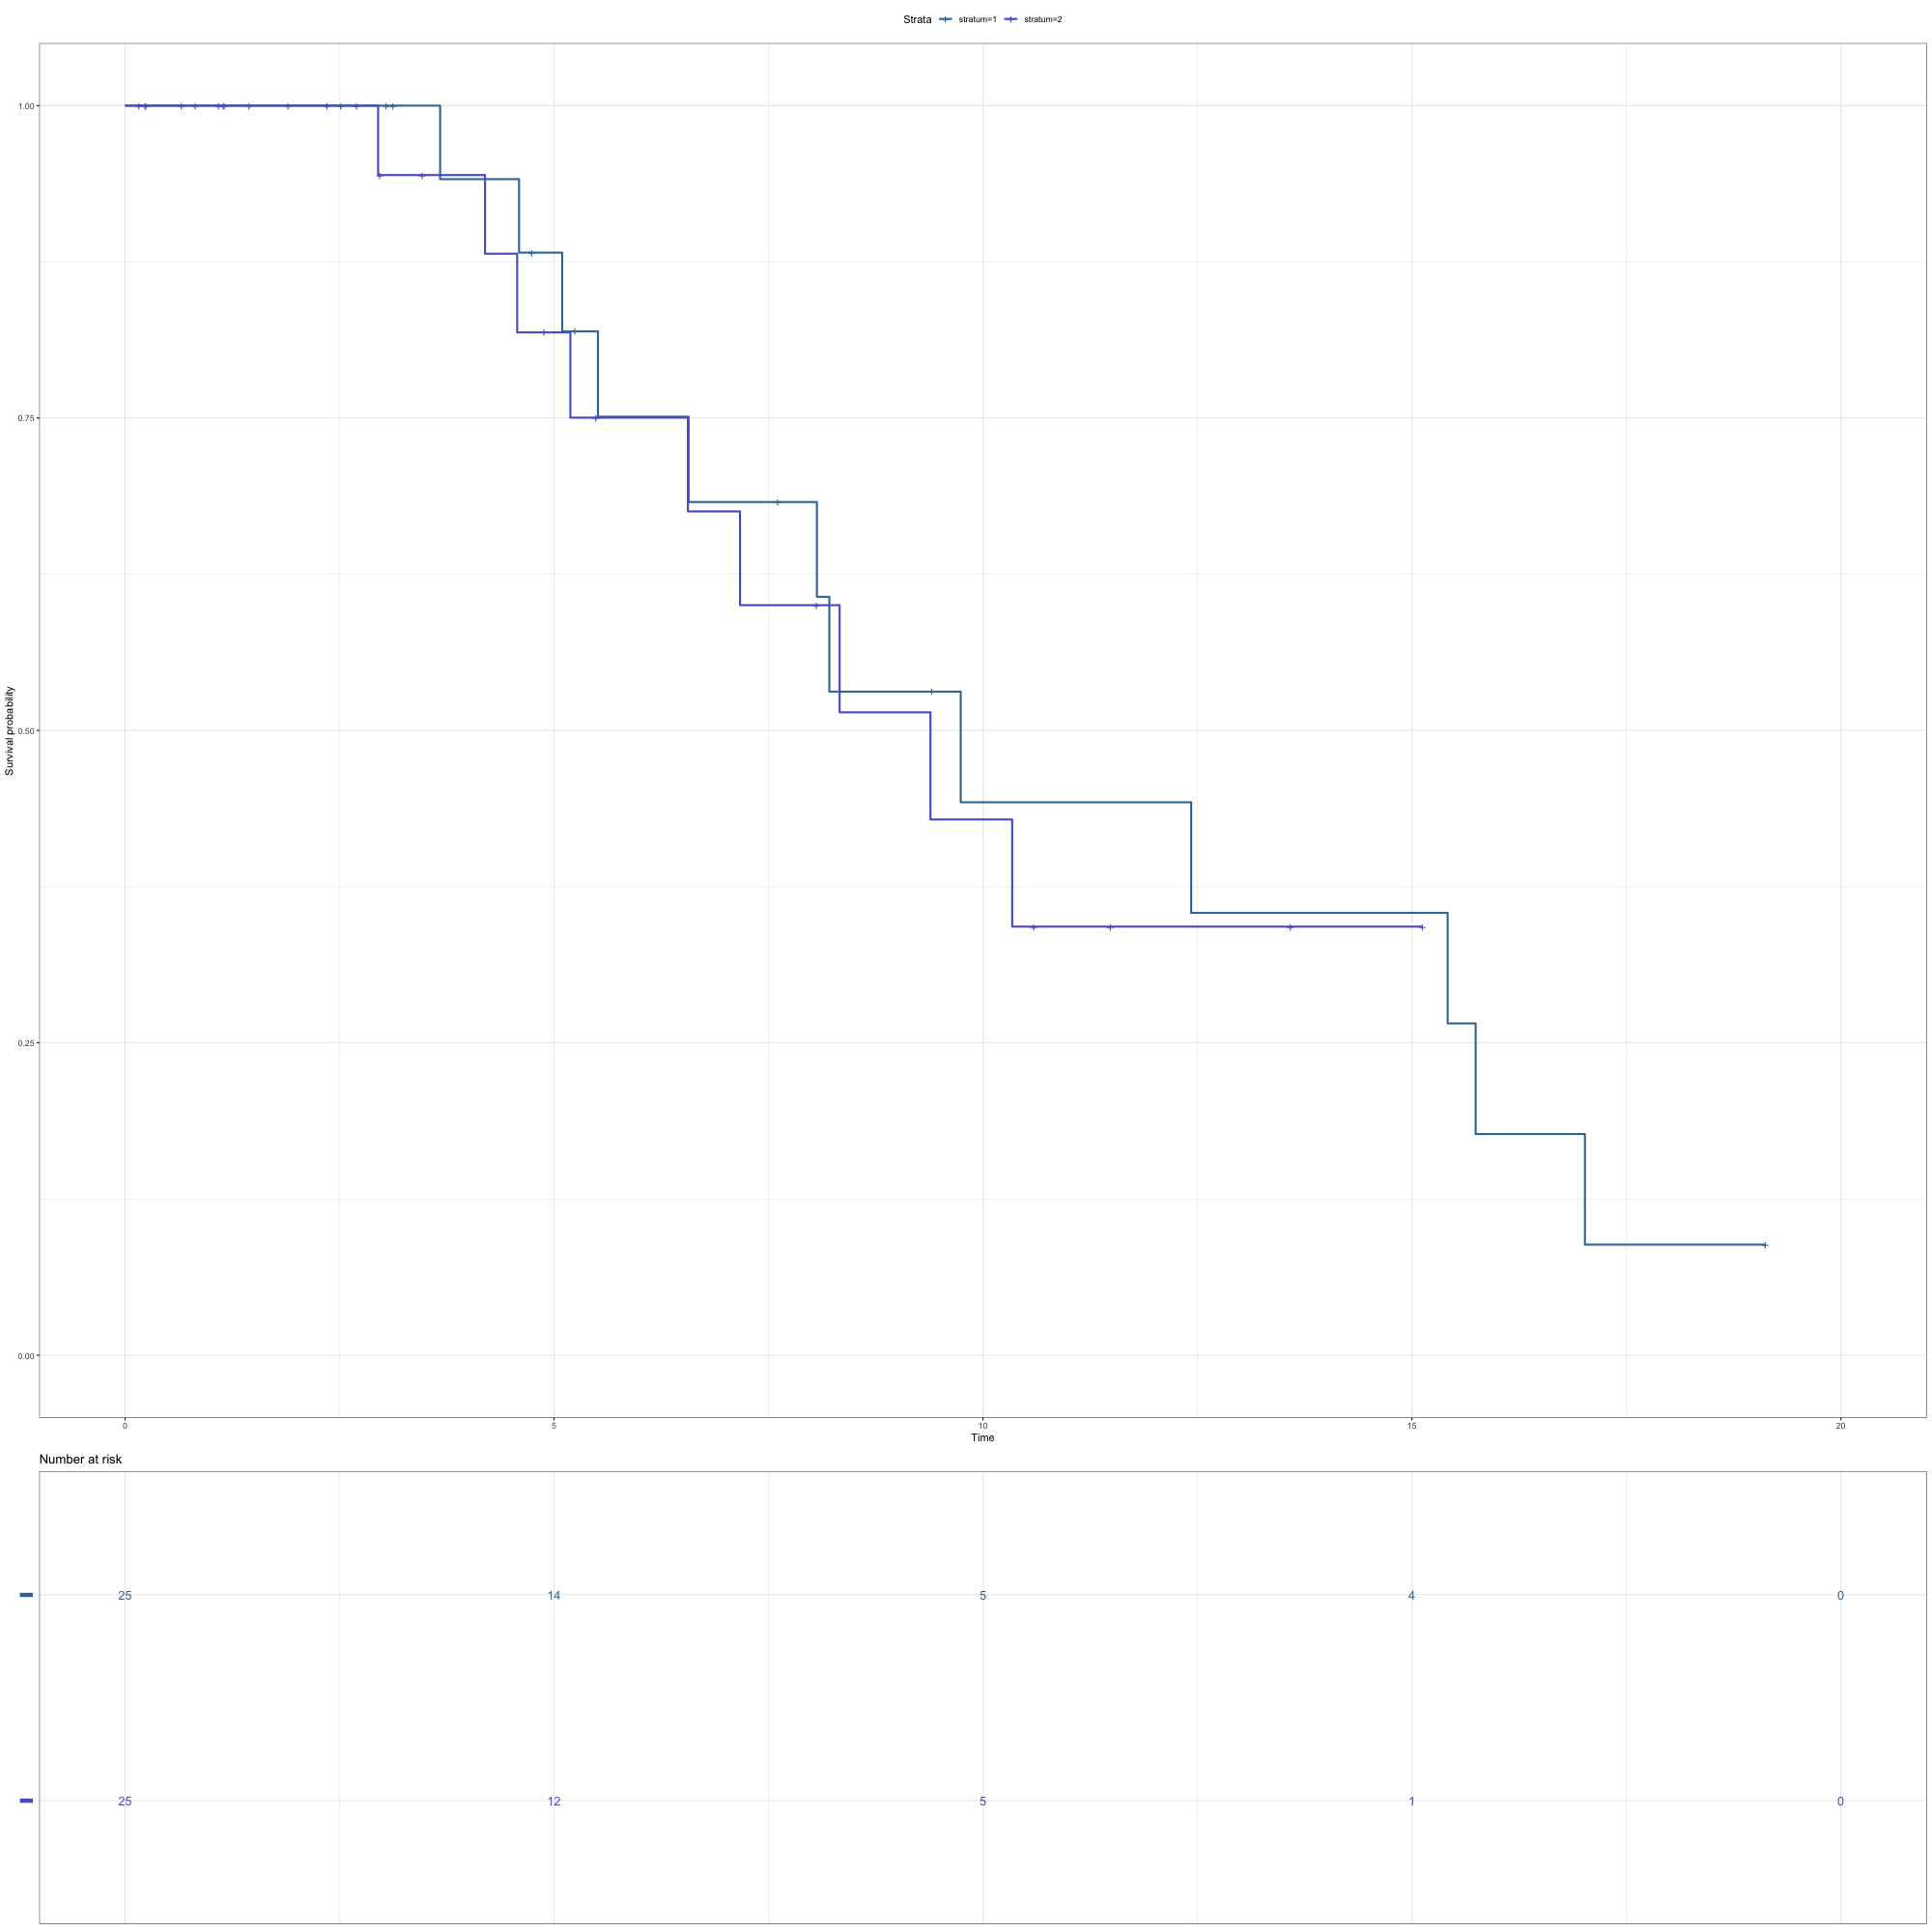 Strata stratum=1 stratum=2
1.00
0.75
0.50
0.25
0.00
Survival probability
0 5 10 15 20
Time
Number at risk
25 14 5 4 0
25 12 5 1 0